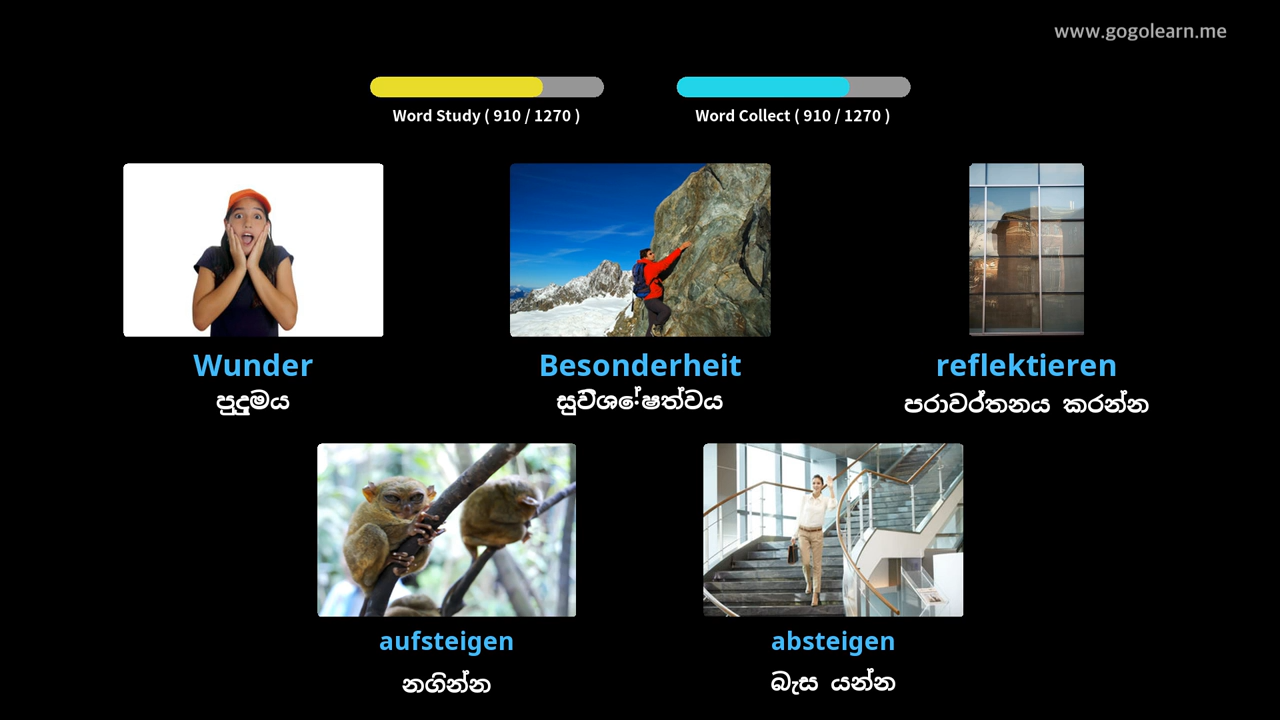 www.gogolearn.me
Word Study ( 910 / 1270 )
Word Collect ( 910 / 1270 )
Wunder
පුදුමය
Besonderheit
සුවිශේෂත්වය
reflektieren
පරාවර්තනය කරන්න
aufsteigen
නගින්න
absteigen
බැස යන්න